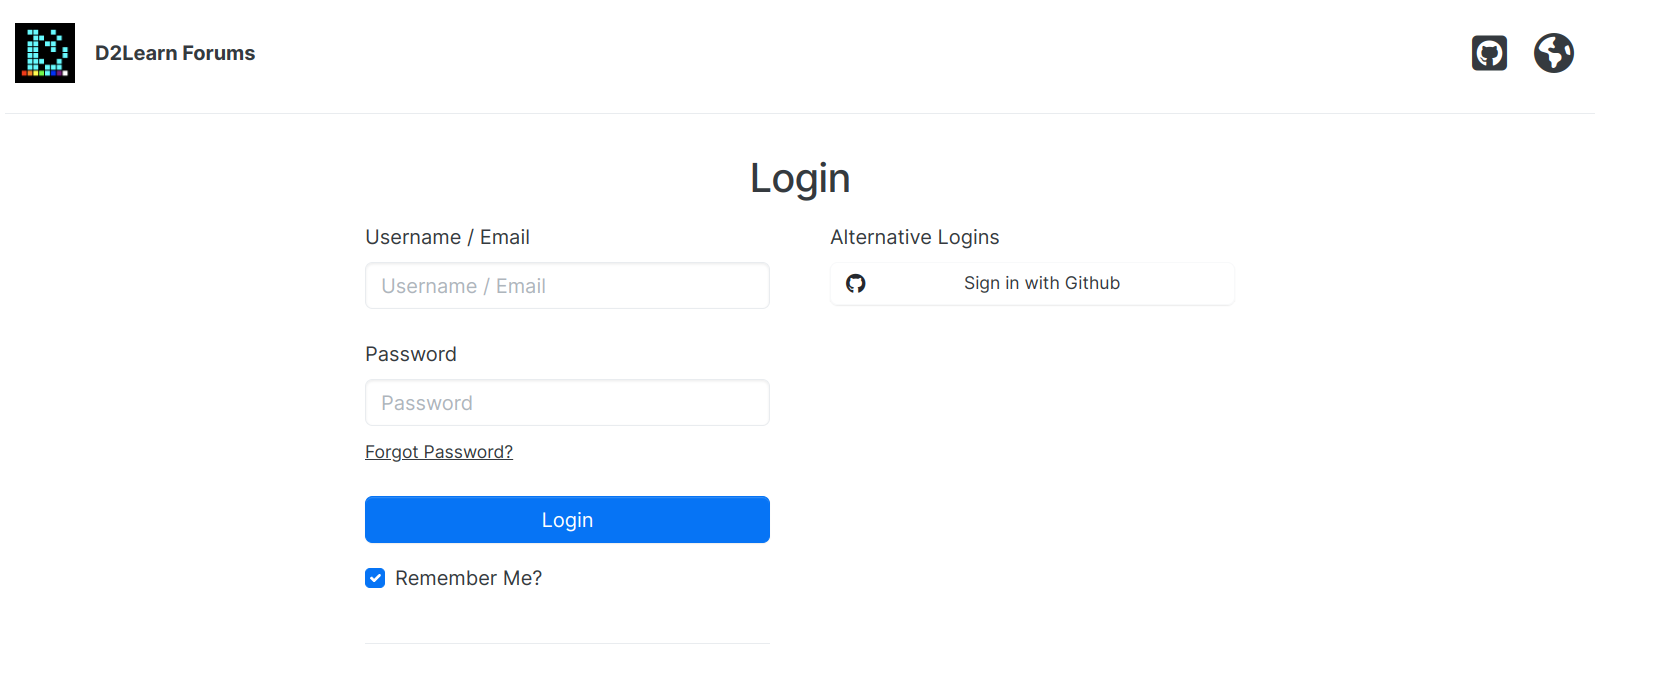 D2Learn Forums
Login
Username / Email
Username / Email
Password
Password
Forgot Password?
Login
Remember Me?
Alternative Logins
Sign in with Github